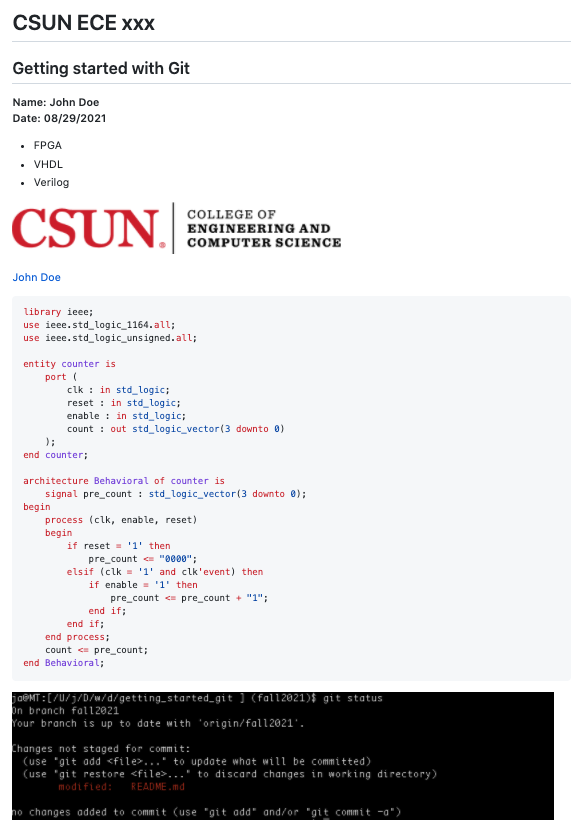 CSUN ECE xxx
Getting started with Git
Name: John Doe
Date: 08/29/2021
• FPGA
• VHDL
• Verilog
CSUN® | COLLEGE OF
ENGINEERING AND
COMPUTER SCIENCE
John Doe
library ieee;
use ieee.std_logic_1164.all;
use ieee.std_logic_unsigned.all;

entity counter is
    port (
        clk : in std_logic;
        reset : in std_logic;
        enable : in std_logic;
        count : out std_logic_vector(3 downto 0)
    );
end counter;

architecture Behavioral of counter is
    signal pre_count : std_logic_vector(3 downto 0);
begin
    process (clk, enable, reset)
    begin
        if reset = '1' then
            pre_count <= "0000";
        elsif (clk = '1' and clk'event) then
            if enable = '1' then
                pre_count <= pre_count + "1";
            end if;
        end if;
    end process;
    count <= pre_count;
end Behavioral;

ja@MT:[/U/j/D/w/d/getting_started_git ] (fall2021)$ git status
On branch fall2021
Your branch is up to date with 'origin/fall2021'.

Changes not staged for commit:
  (use "git add <file>..." to update what will be committed)
  (use "git restore <file>..." to discard changes in working directory)
        modified:   README.md

no changes added to commit (use "git add" and/or "git commit -a")